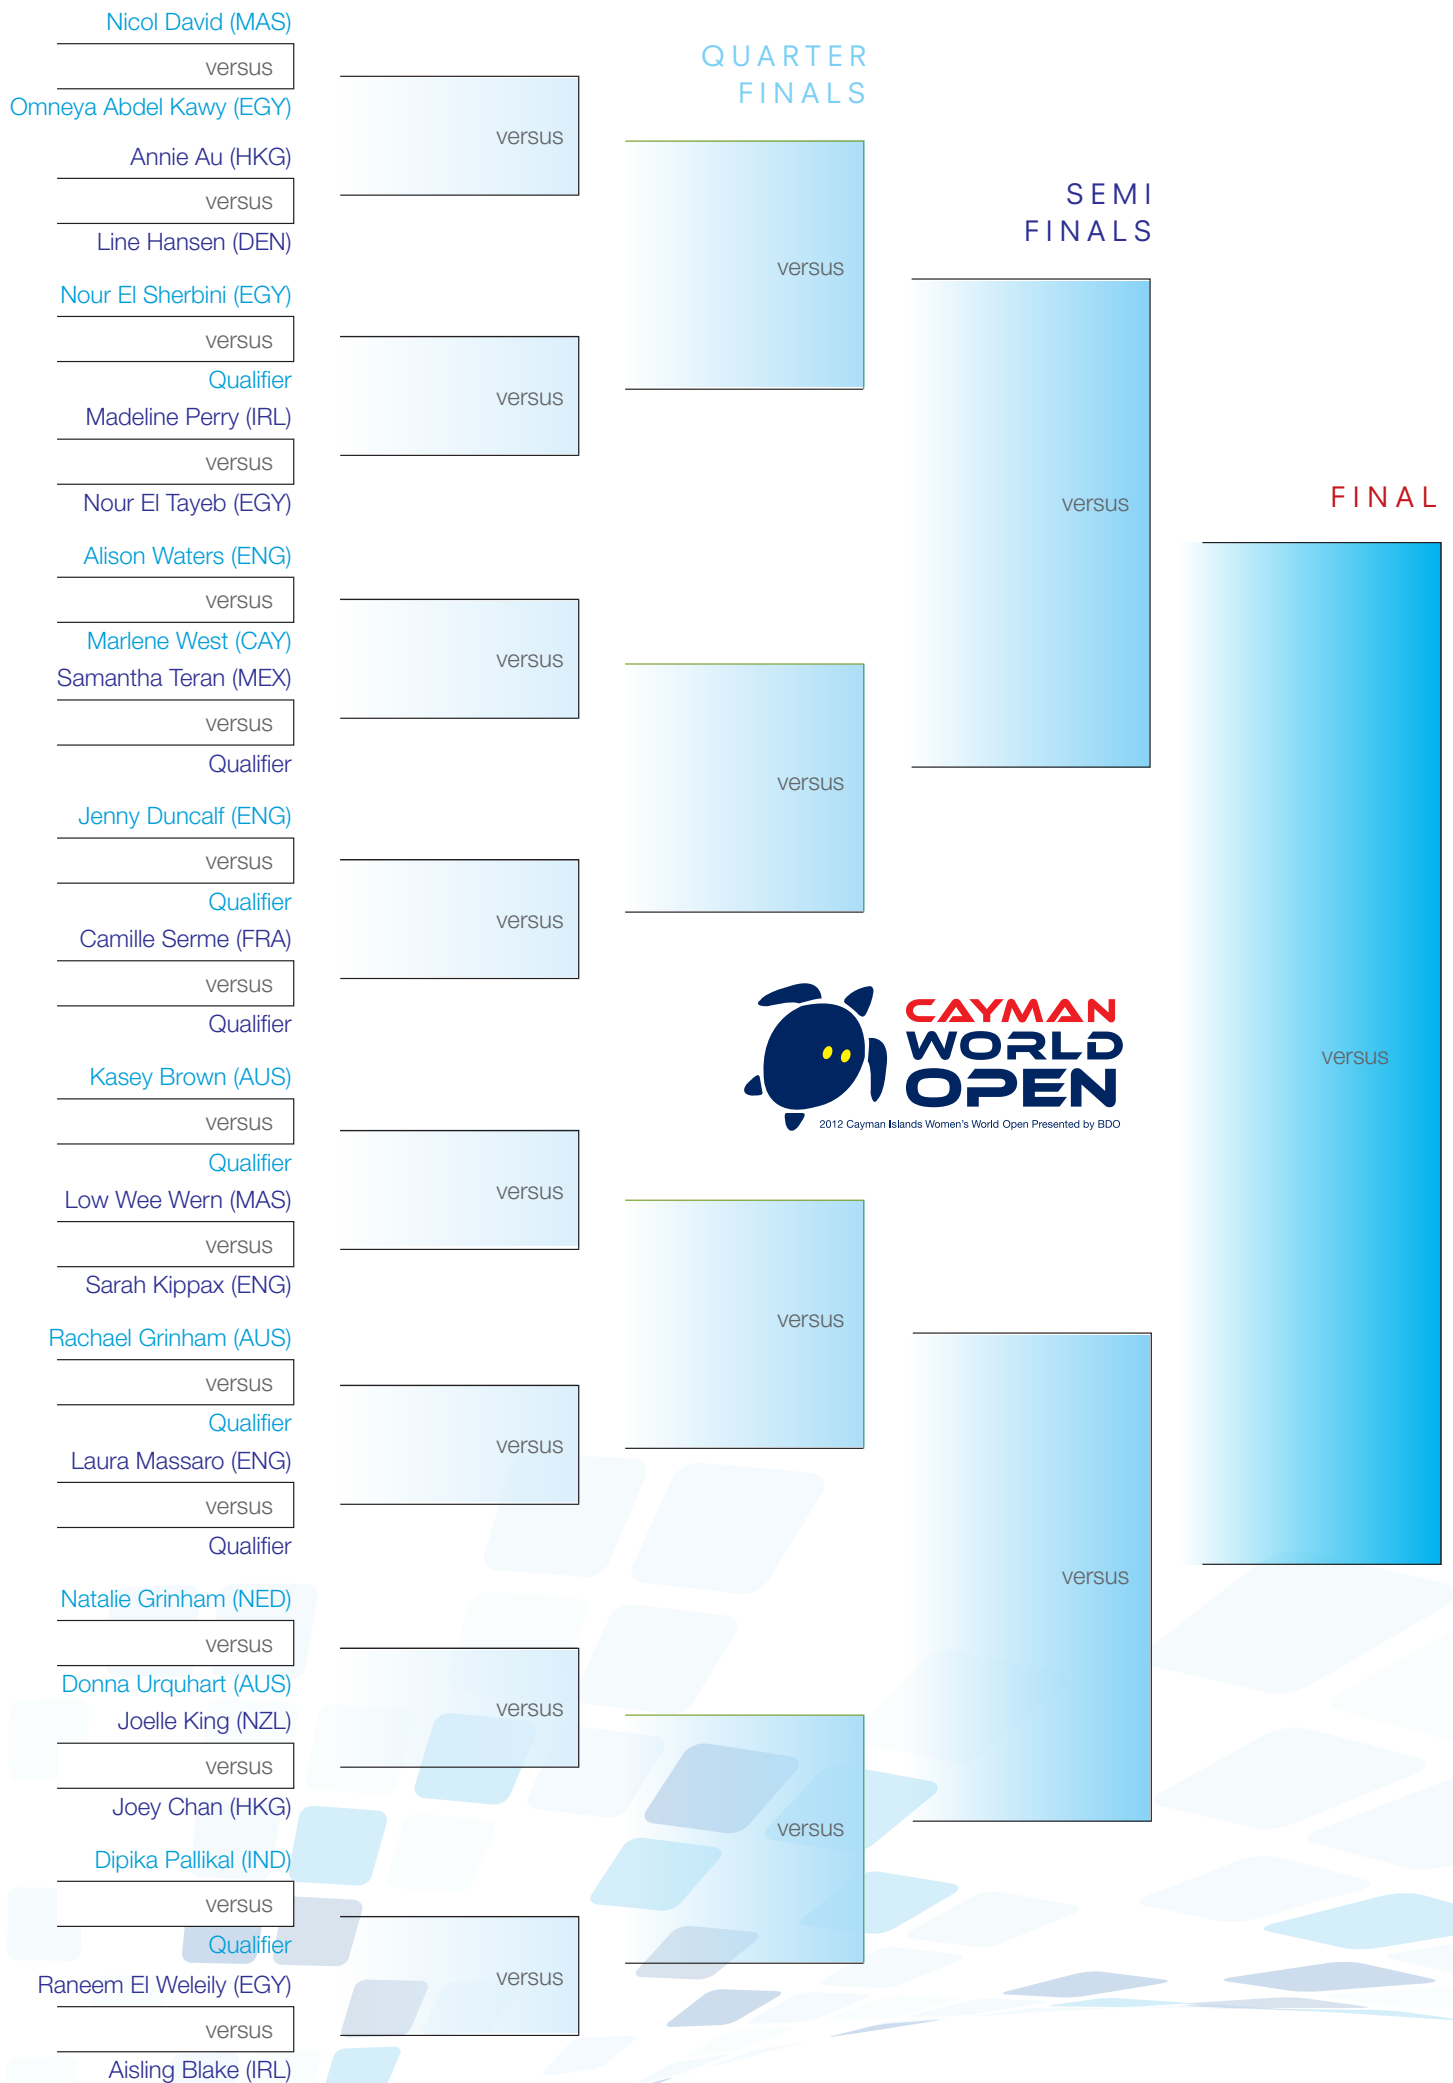 Nicol David (MAS)
versus
Omneya Abdel Kawy (EGY)
Annie Au (HKG)
versus
Line Hansen (DEN)
Nour El Sherbini (EGY)
versus
Qualifier
Madeline Perry (IRL)
versus
Nour El Tayeb (EGY)
Alison Waters (ENG)
versus
Marlene West (CAY)
Samantha Teran (MEX)
versus
Qualifier
Jenny Duncalf (ENG)
versus
Qualifier
Camille Serme (FRA)
versus
Qualifier
Kasey Brown (AUS)
versus
Qualifier
Low Wee Wern (MAS)
versus
Sarah Kippax (ENG)
Rachael Grinham (AUS)
versus
Qualifier
Laura Massaro (ENG)
versus
Qualifier
Natalie Grinham (NED)
versus
Donna Urquhart (AUS)
Joelle King (NZL)
versus
Joey Chan (HKG)
Dipika Pallikal (IND)
versus
Qualifier
Raneem El Weleily (EGY)
versus
Aisling Blake (IRL)
versus
versus
versus
versus
versus
versus
versus
versus
QUARTER
FINALS
versus
versus
versus
versus
SEMI
FINALS
versus
versus
FINAL
versus
CAYMAN
WORLD
OPEN
2012 Cayman Islands Women's World Open Presented by BDO